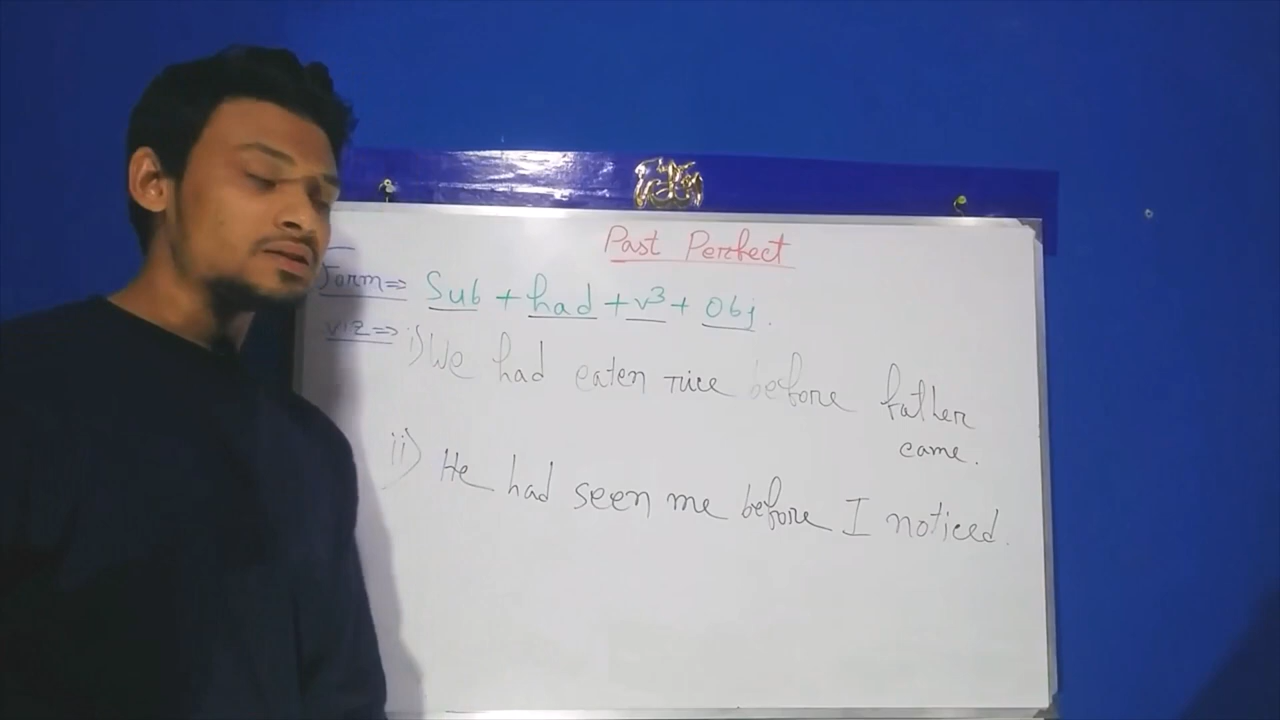 Past Perfect
Form⇒ Sub + had + v³ + Obj.
viz⇒ i) We had eaten rice before father
came.
ii) He had seen me before I noticed.